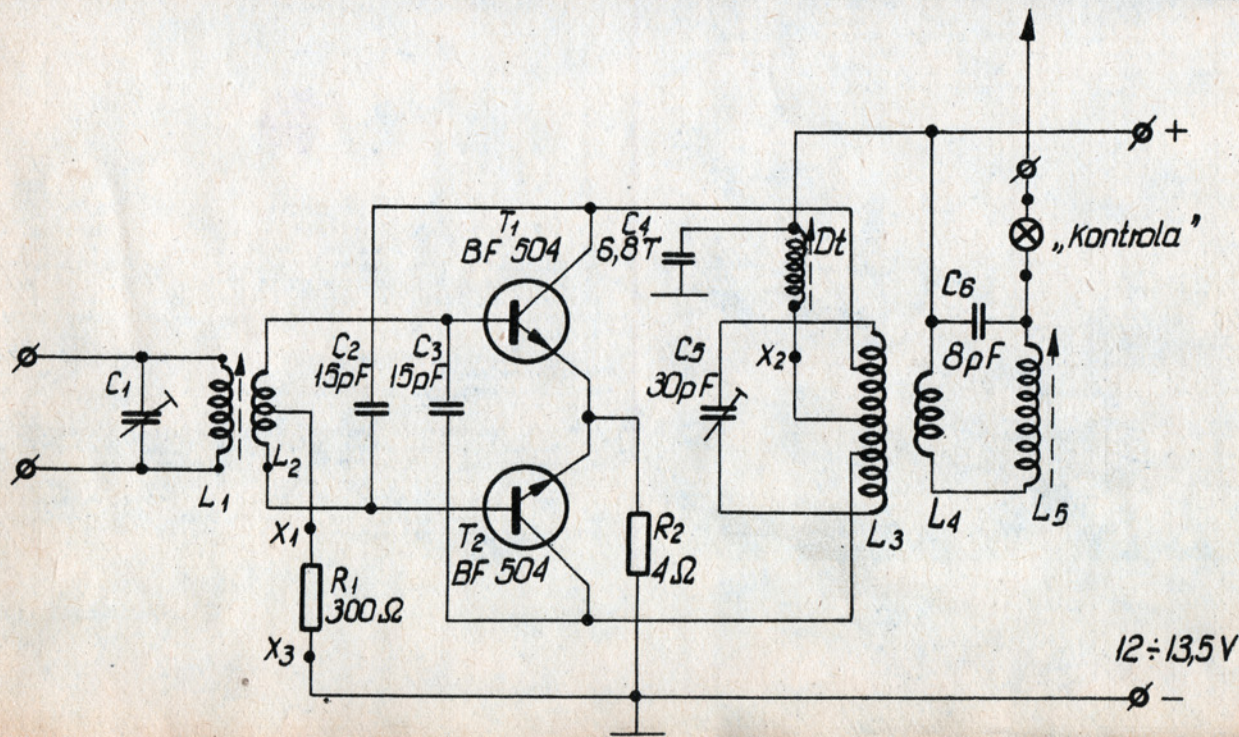 +
„Kontrola”
T1
BF 504
C4
6,8T
Dt
C6
8pF
C2
15pF
C3
15pF
C5
30pF
X2
C1
L1
L2
L3
L4
L5
X1
R1
300Ω
X3
T2
BF 504
R2
4Ω
12÷13,5V
−